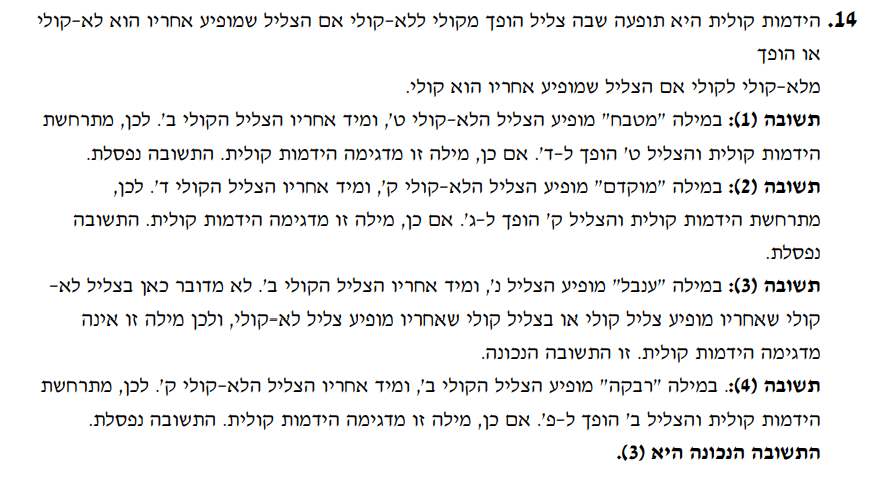 14. הידמות קולית היא תופעה שבה צליל הופך מקולי ללא-קולי אם הצליל שמופיע אחריו הוא לא-קולי
או הופך
מלא-קולי לקולי אם הצליל שמופיע אחריו הוא קולי.
תשובה (1): במילה "מטבח" מופיע הצליל הלא-קולי ט', ומיד אחריו הצליל הקולי ב'. לכן, מתרחשת
הידמות קולית והצליל ט' הופך ל-ד'. אם כן, מילה זו מדגימה הידמות קולית. התשובה נפסלת.
תשובה (2): במילה "מוקדם" מופיע הצליל הלא-קולי ק', ומיד אחריו הצליל הקולי ד'. לכן,
מתרחשת הידמות קולית והצליל ק' הופך ל-ג'. אם כן, מילה זו מדגימה הידמות קולית. התשובה
נפסלת.
תשובה (3): במילה "ענבל" מופיע הצליל נ', ומיד אחריו הצליל הקולי ב'. לא מדובר כאן בצליל לא-
קולי שאחריו מופיע צליל קולי או בצליל קולי שאחריו מופיע צליל לא-קולי, ולכן מילה זו אינה
מדגימה הידמות קולית. זו התשובה הנכונה.
תשובה (4):. במילה "רבקה" מופיע הצליל הקולי ב', ומיד אחריו הצליל הלא-קולי ק'. לכן, מתרחשת
הידמות קולית והצליל ב' הופך ל-פ'. אם כן, מילה זו מדגימה הידמות קולית. התשובה נפסלת.
התשובה הנכונה היא (3).